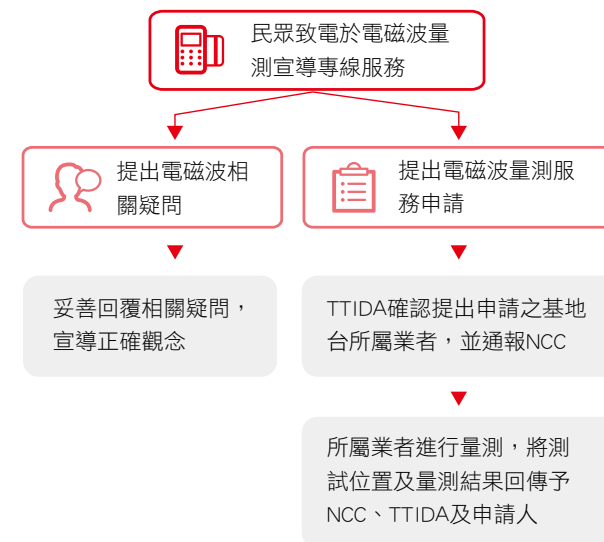 民眾致電於電磁波量
測宣導專線服務
提出電磁波相
關疑問
提出電磁波量測服
務申請
妥善回覆相關疑問，
宣導正確觀念
TTIDA確認提出申請之基地
台所屬業者，並通報NCC
所屬業者進行量測，將測
試位置及量測結果回傳予
NCC、TTIDA及申請人